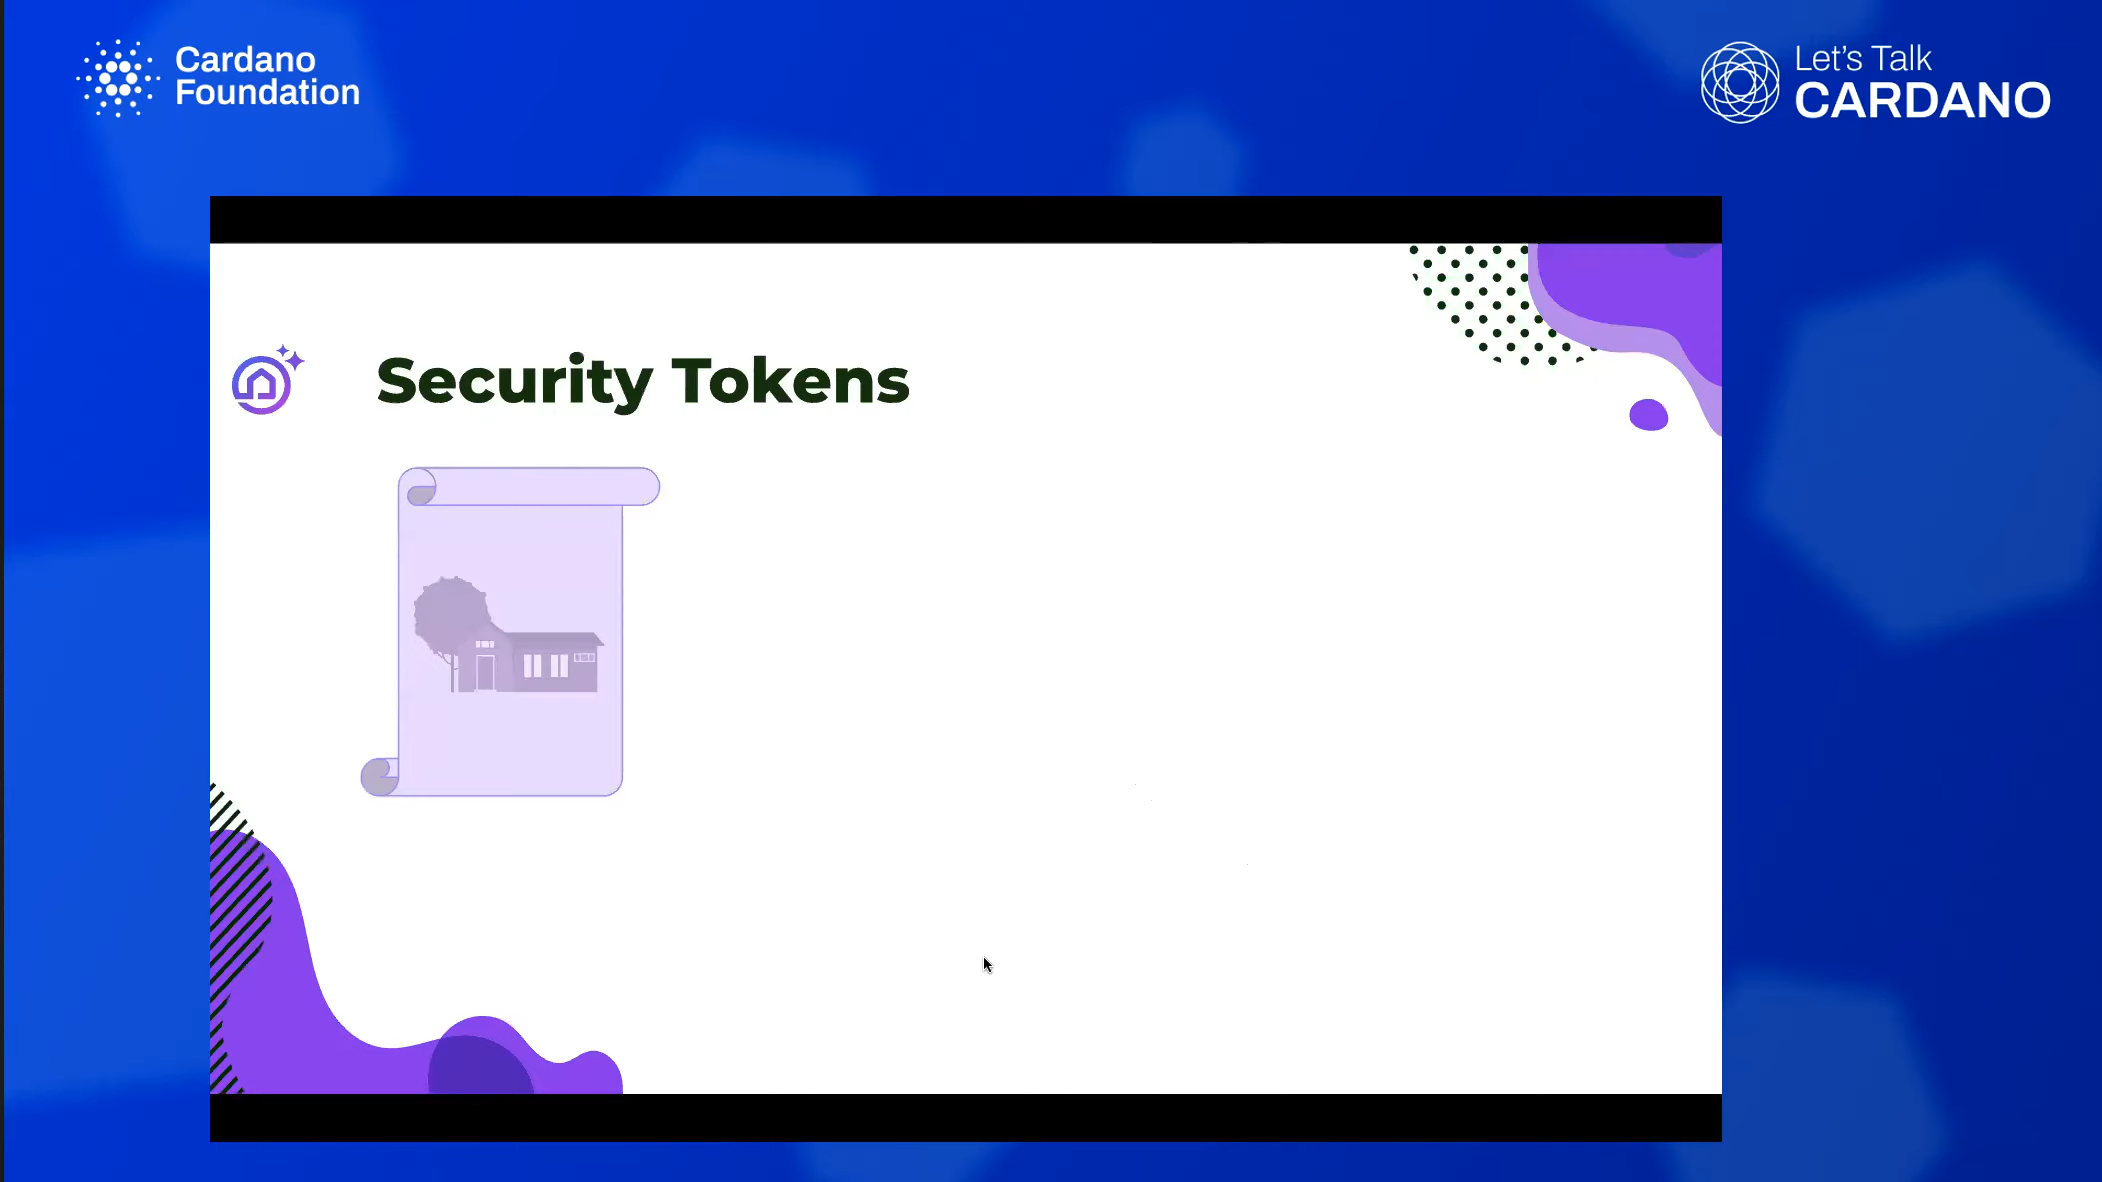 Cardano
Foundation
Let's Talk
CARDANO
Security Tokens